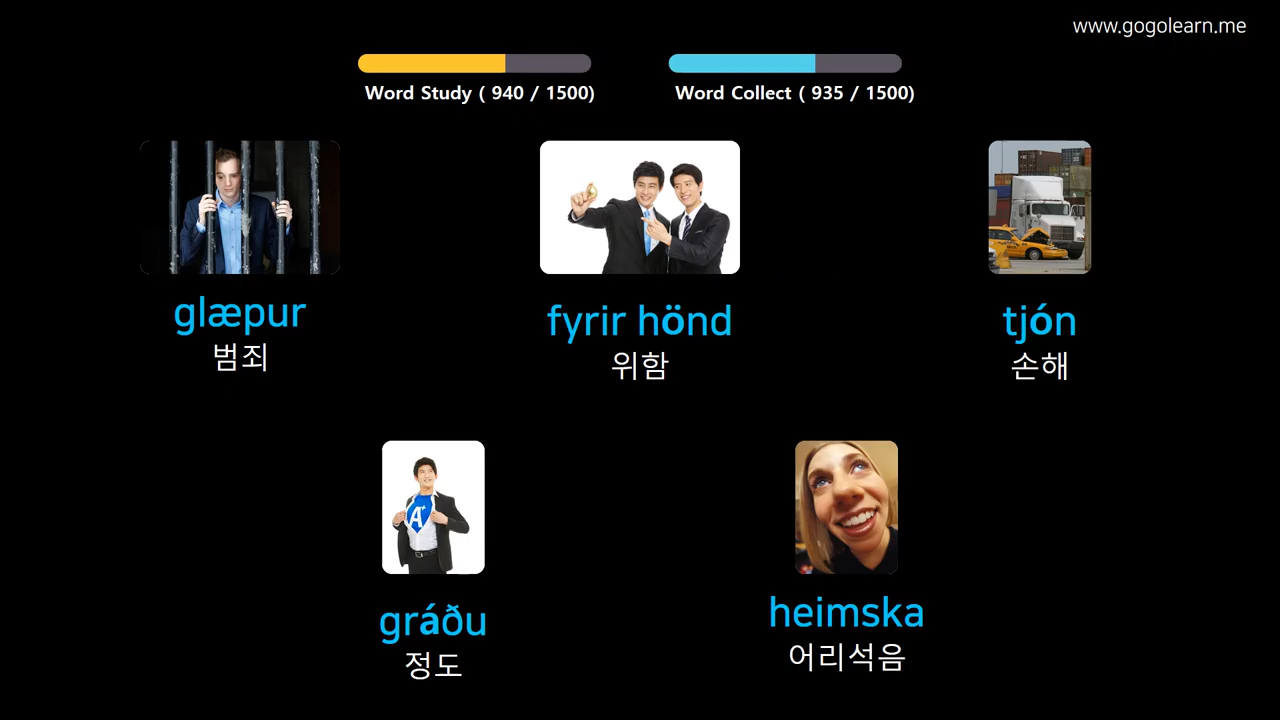 www.gogolearn.me
Word Study ( 940 / 1500)
Word Collect ( 935 / 1500)
glæpur
범죄
fyrir hönd
위함
tjón
손해
A+
gráðu
정도
heimska
어리석음